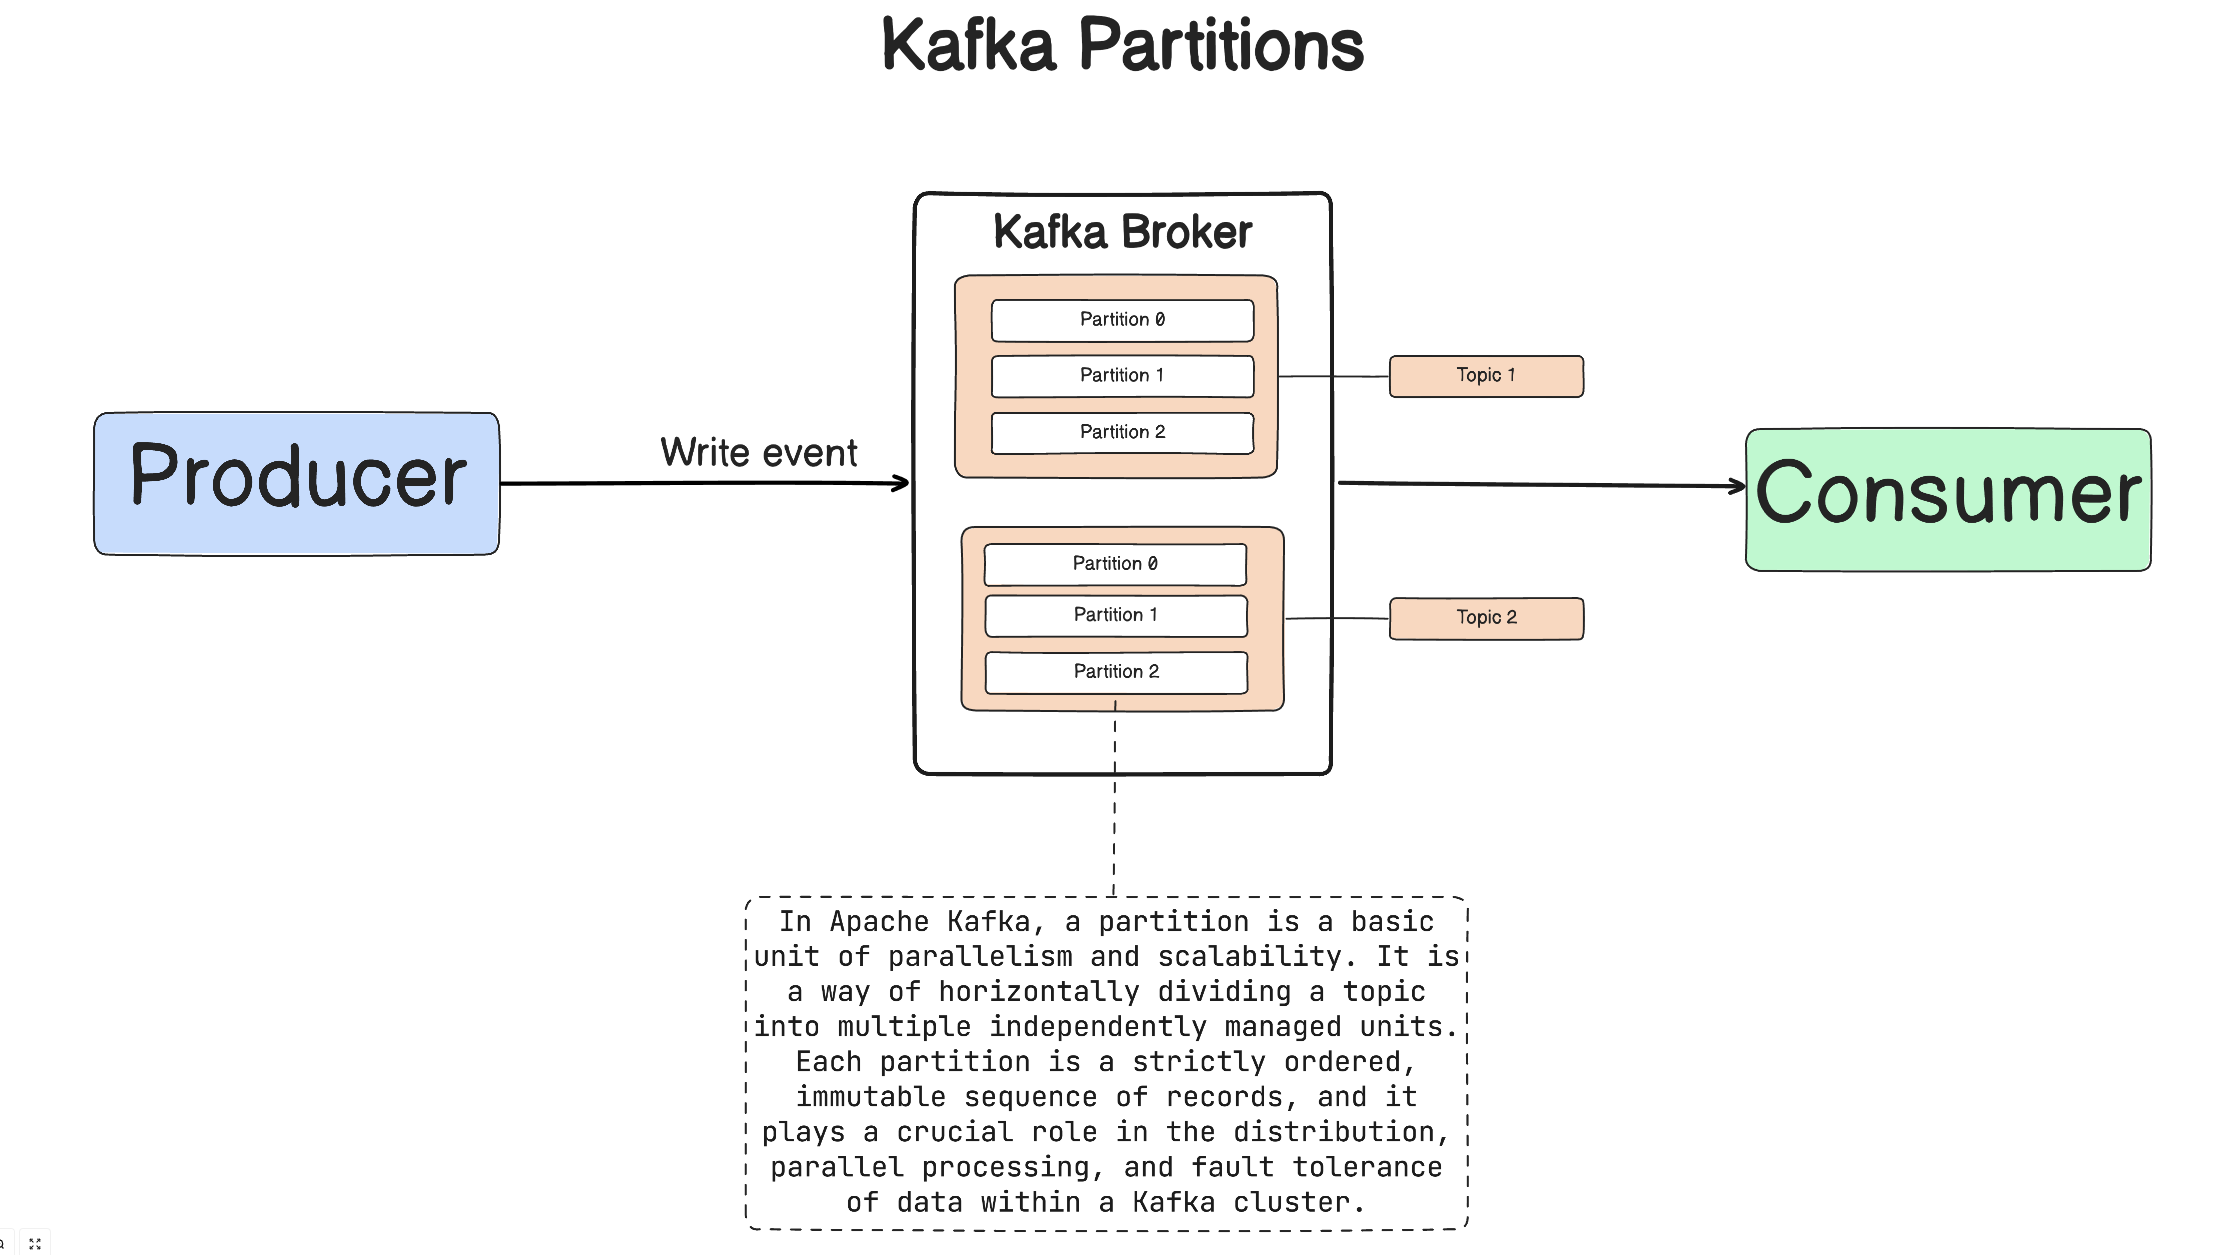 Kafka Partitions
Kafka Broker
Partition 0
Partition 1
Partition 2
Topic 1
Producer
Write event
Consumer
Partition 0
Partition 1
Partition 2
Topic 2
In Apache Kafka, a partition is a basic
unit of parallelism and scalability. It is
a way of horizontally dividing a topic
into multiple independently managed units.
Each partition is a strictly ordered,
immutable sequence of records, and it
plays a crucial role in the distribution,
parallel processing, and fault tolerance
of data within a Kafka cluster.